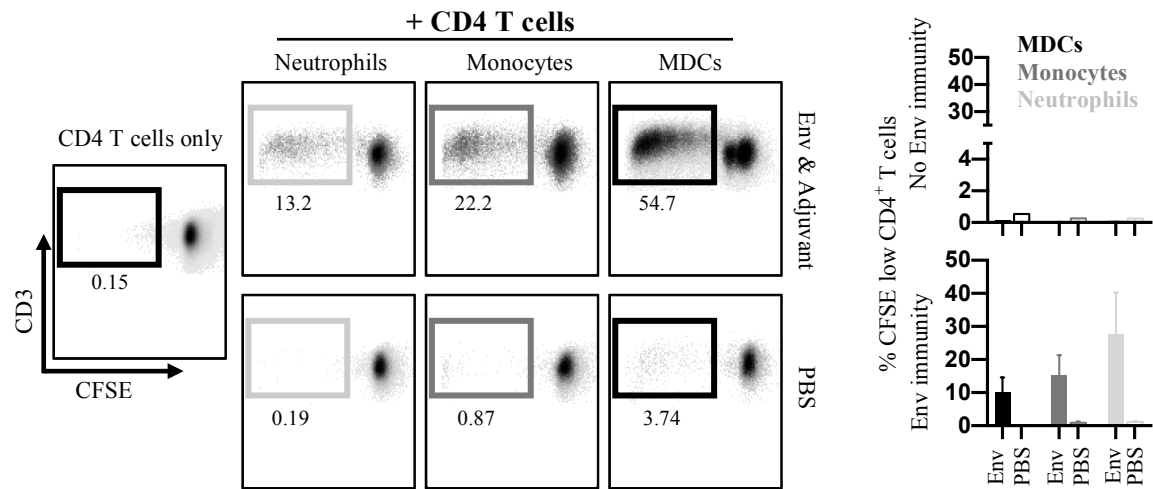 + CD4 T cells
Neutrophils
Monocytes
MDCs
CD4 T cells only
0.15
CD3
CFSE
13.2
22.2
54.7
Env & Adjuvant
0.19
0.87
3.74
PBS
MDCs
Monocytes
Neutrophils
% CFSE low CD4+ T cells
No Env immunity
50
40
30
4
2
0
Env immunity
50
40
30
20
10
0
Env
PBS
Env
PBS
Env
PBS